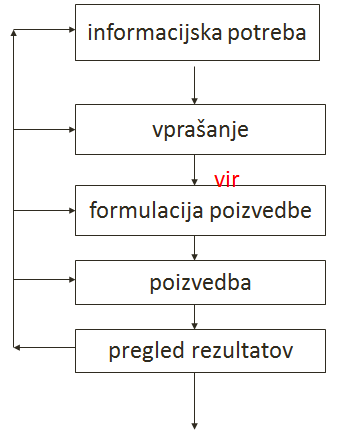 informacijska potreba
vprašanje
vir
formulacija poizvedbe
poizvedba
pregled rezultatov